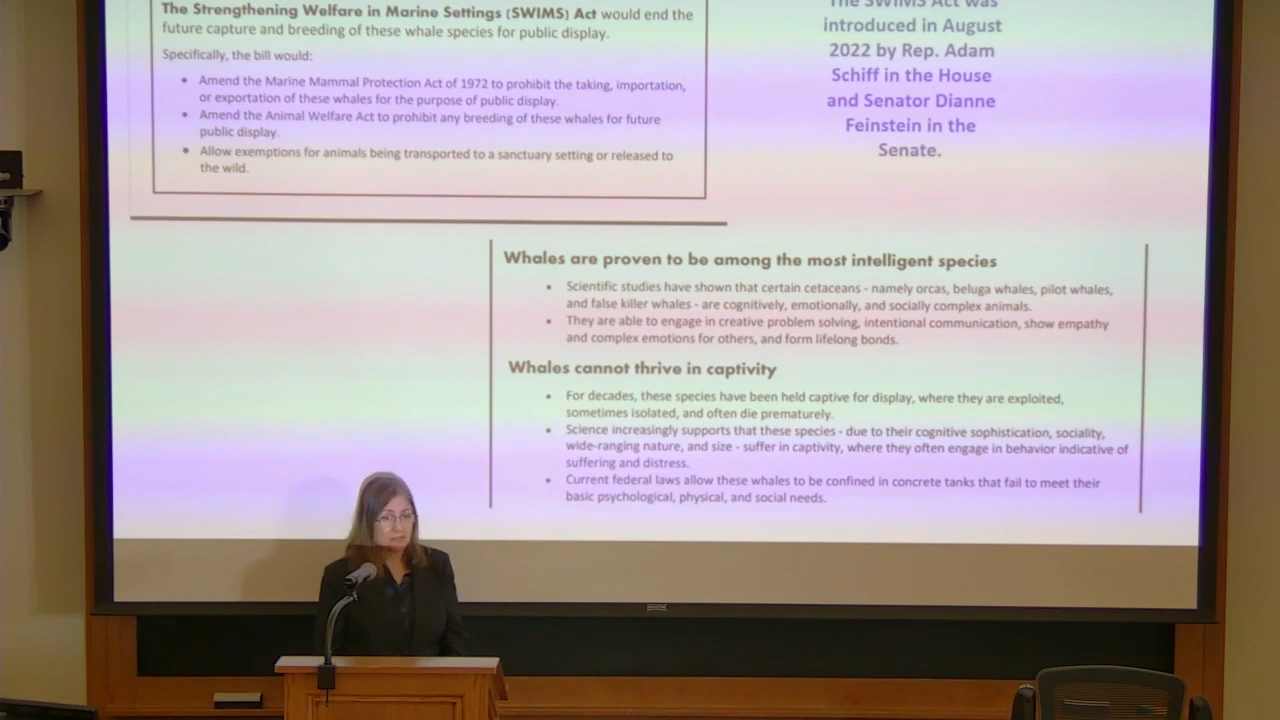 The Strengthening Welfare in Marine Settings (SWIMS) Act would end the
future capture and breeding of these whale species for public display.
Specifically, the bill would:
• Amend the Marine Mammal Protection Act of 1972 to prohibit the taking, importation,
or exportation of these whales for the purpose of public display.
• Amend the Animal Welfare Act to prohibit any breeding of these whales for future
public display.
• Allow exemptions for animals being transported to a sanctuary setting or released to
the wild.
The SWIMS Act was
introduced in August
2022 by Rep. Adam
Schiff in the House
and Senator Dianne
Feinstein in the
Senate.
Whales are proven to be among the most intelligent species
• Scientific studies have shown that certain cetaceans - namely orcas, beluga whales, pilot whales,
and false killer whales - are cognitively, emotionally, and socially complex animals.
• They are able to engage in creative problem solving, intentional communication, show empathy
and complex emotions for others, and form lifelong bonds.
Whales cannot thrive in captivity
• For decades, these species have been held captive for display, where they are exploited,
sometimes isolated, and often die prematurely.
• Science increasingly supports that these species - due to their cognitive sophistication, sociality,
wide-ranging nature, and size - suffer in captivity, where they often engage in behavior indicative of
suffering and distress.
• Current federal laws allow these whales to be confined in concrete tanks that fail to meet their
basic psychological, physical, and social needs.